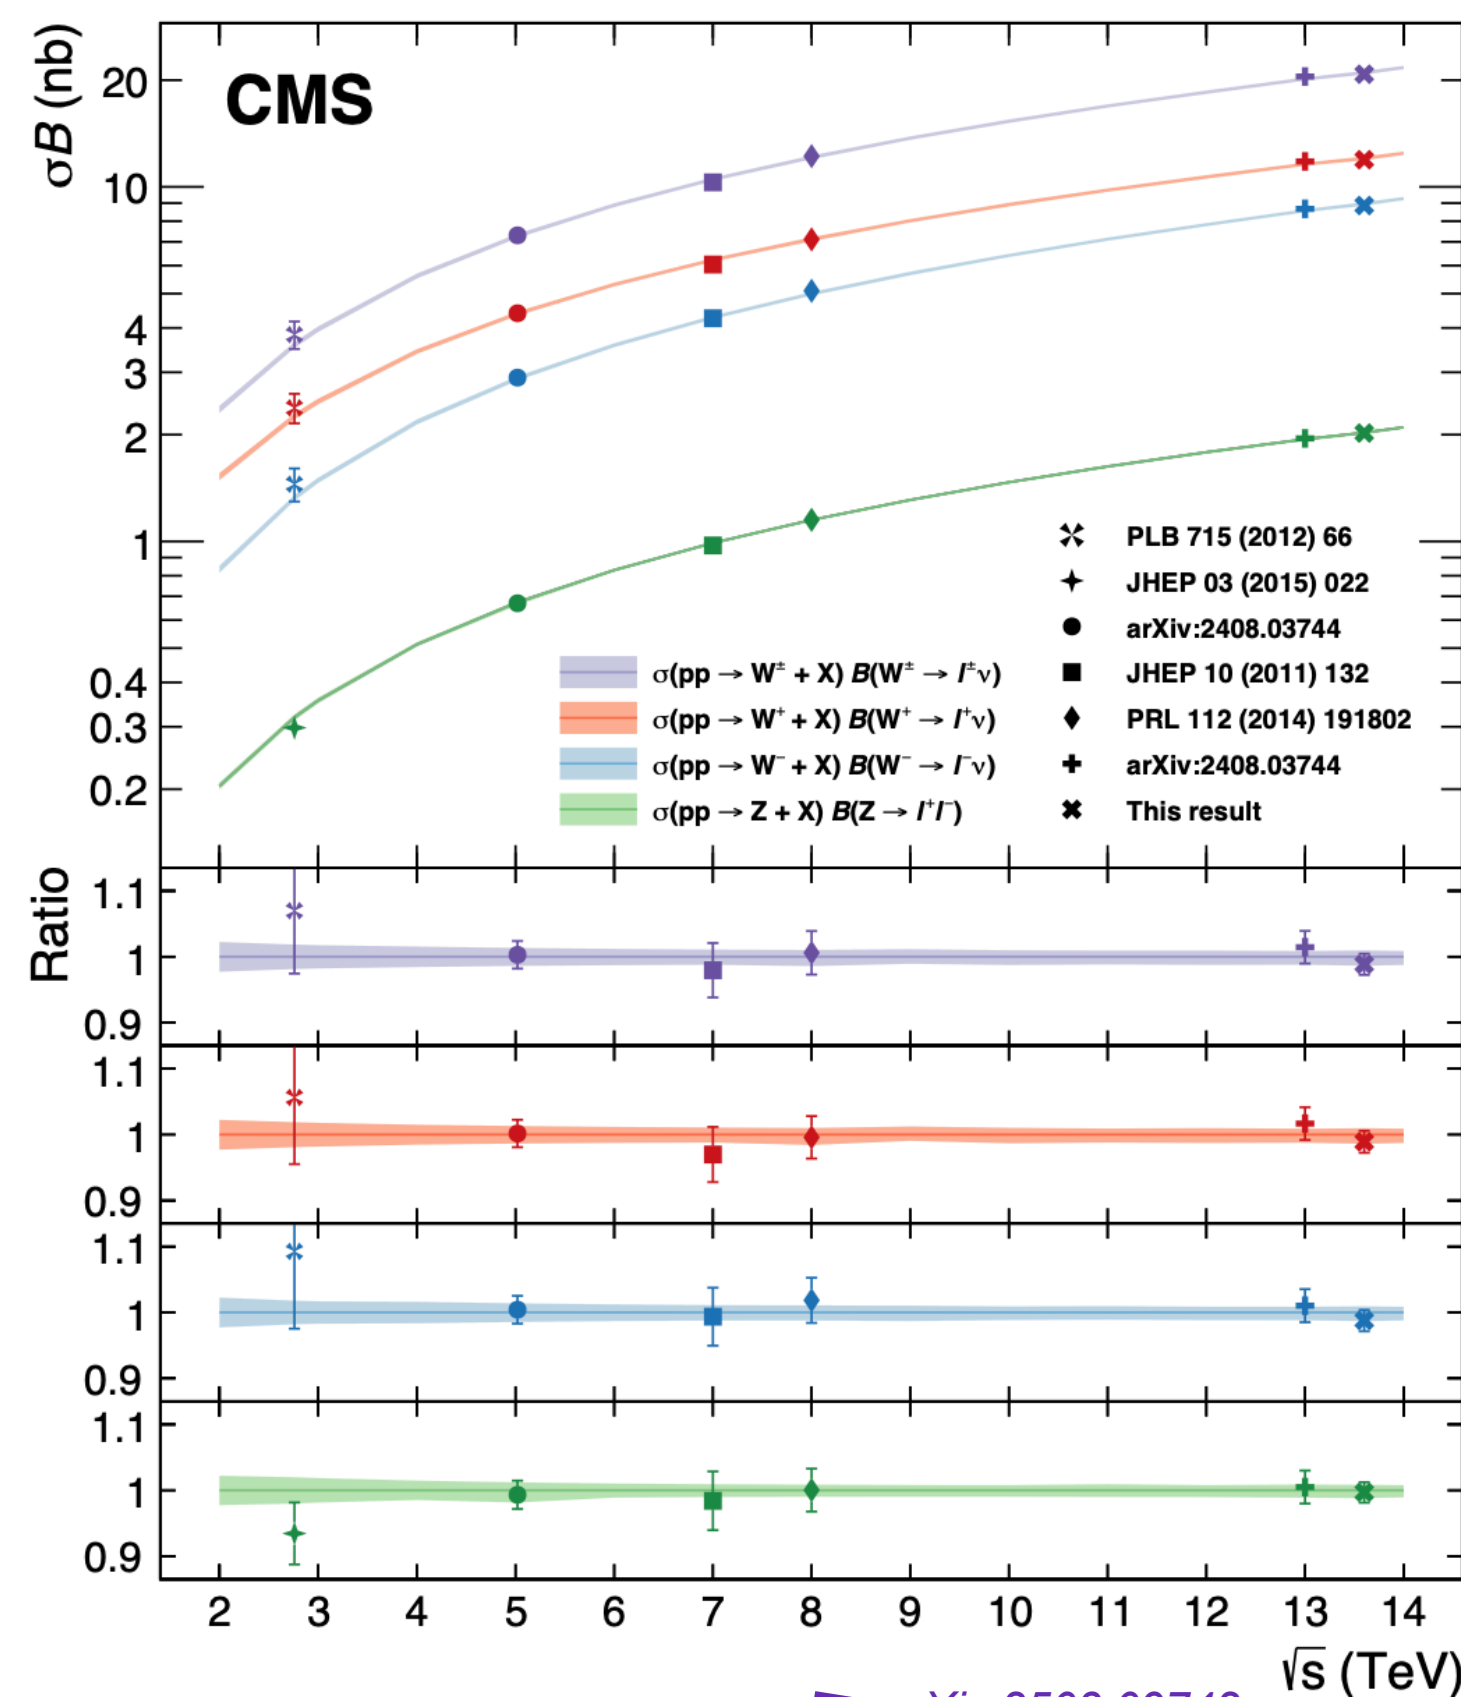 CMS
σB (nb)
20
10
4
3
2
1
0.4
0.3
0.2
PLB 715 (2012) 66
JHEP 03 (2015) 022
arXiv:2408.03744
JHEP 10 (2011) 132
PRL 112 (2014) 191802
arXiv:2408.03744
This result
σ(pp → W± + X) B(W± → l±ν)
σ(pp → W⁺ + X) B(W⁺ → l⁺ν)
σ(pp → W⁻ + X) B(W⁻ → l⁻ν)
σ(pp → Z + X) B(Z → l⁺l⁻)
Ratio
1.1
1
0.9
1.1
1
0.9
1.1
1
0.9
1.1
1
0.9
2 3 4 5 6 7 8 9 10 11 12 13 14
√s (TeV)